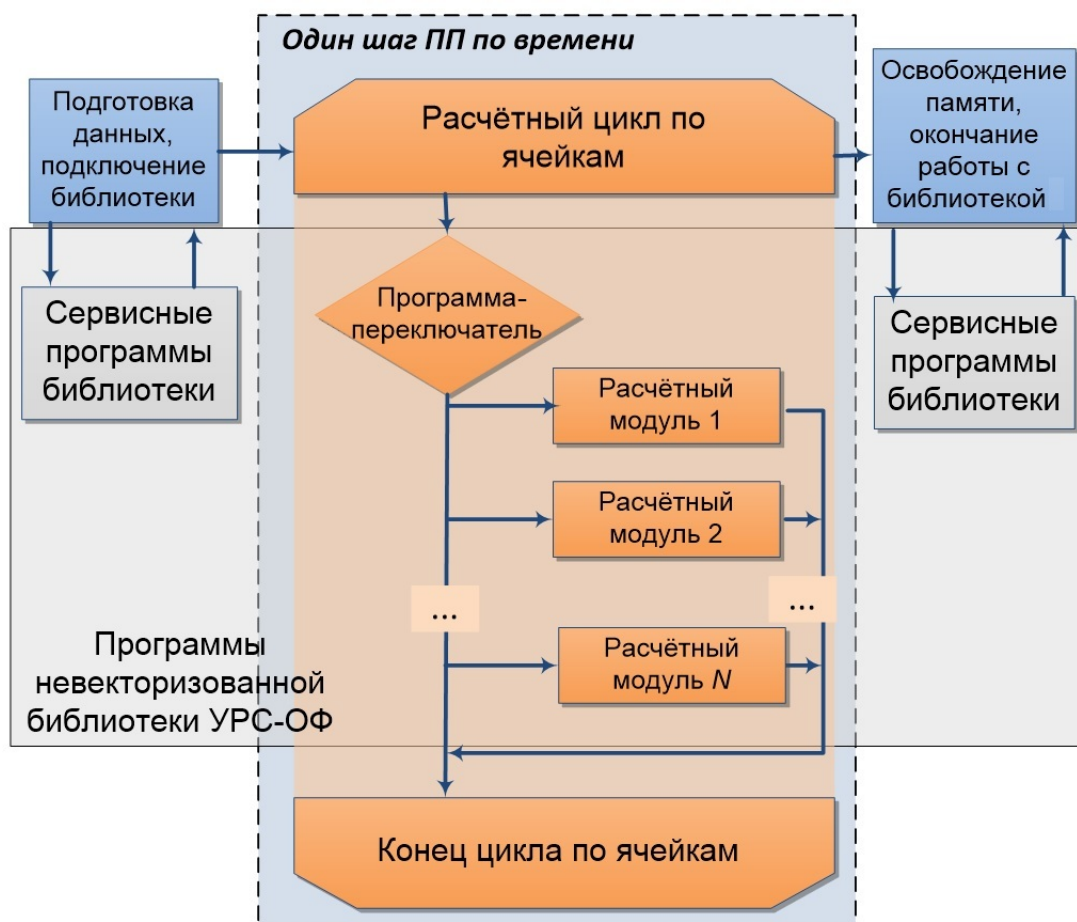 Один шаг ПП по времени
Подготовка
данных,
подключение
библиотеки
Расчётный цикл по
ячейкам
Освобождение
памяти,
окончание
работы с
библиотекой
Сервисные
программы
библиотеки
Программа-
переключатель
Сервисные
программы
библиотеки
Расчётный
модуль 1
Расчётный
модуль 2
...
...
Расчётный
модуль N
Программы
невекторизованной
библиотеки УРС-ОФ
Конец цикла по ячейкам